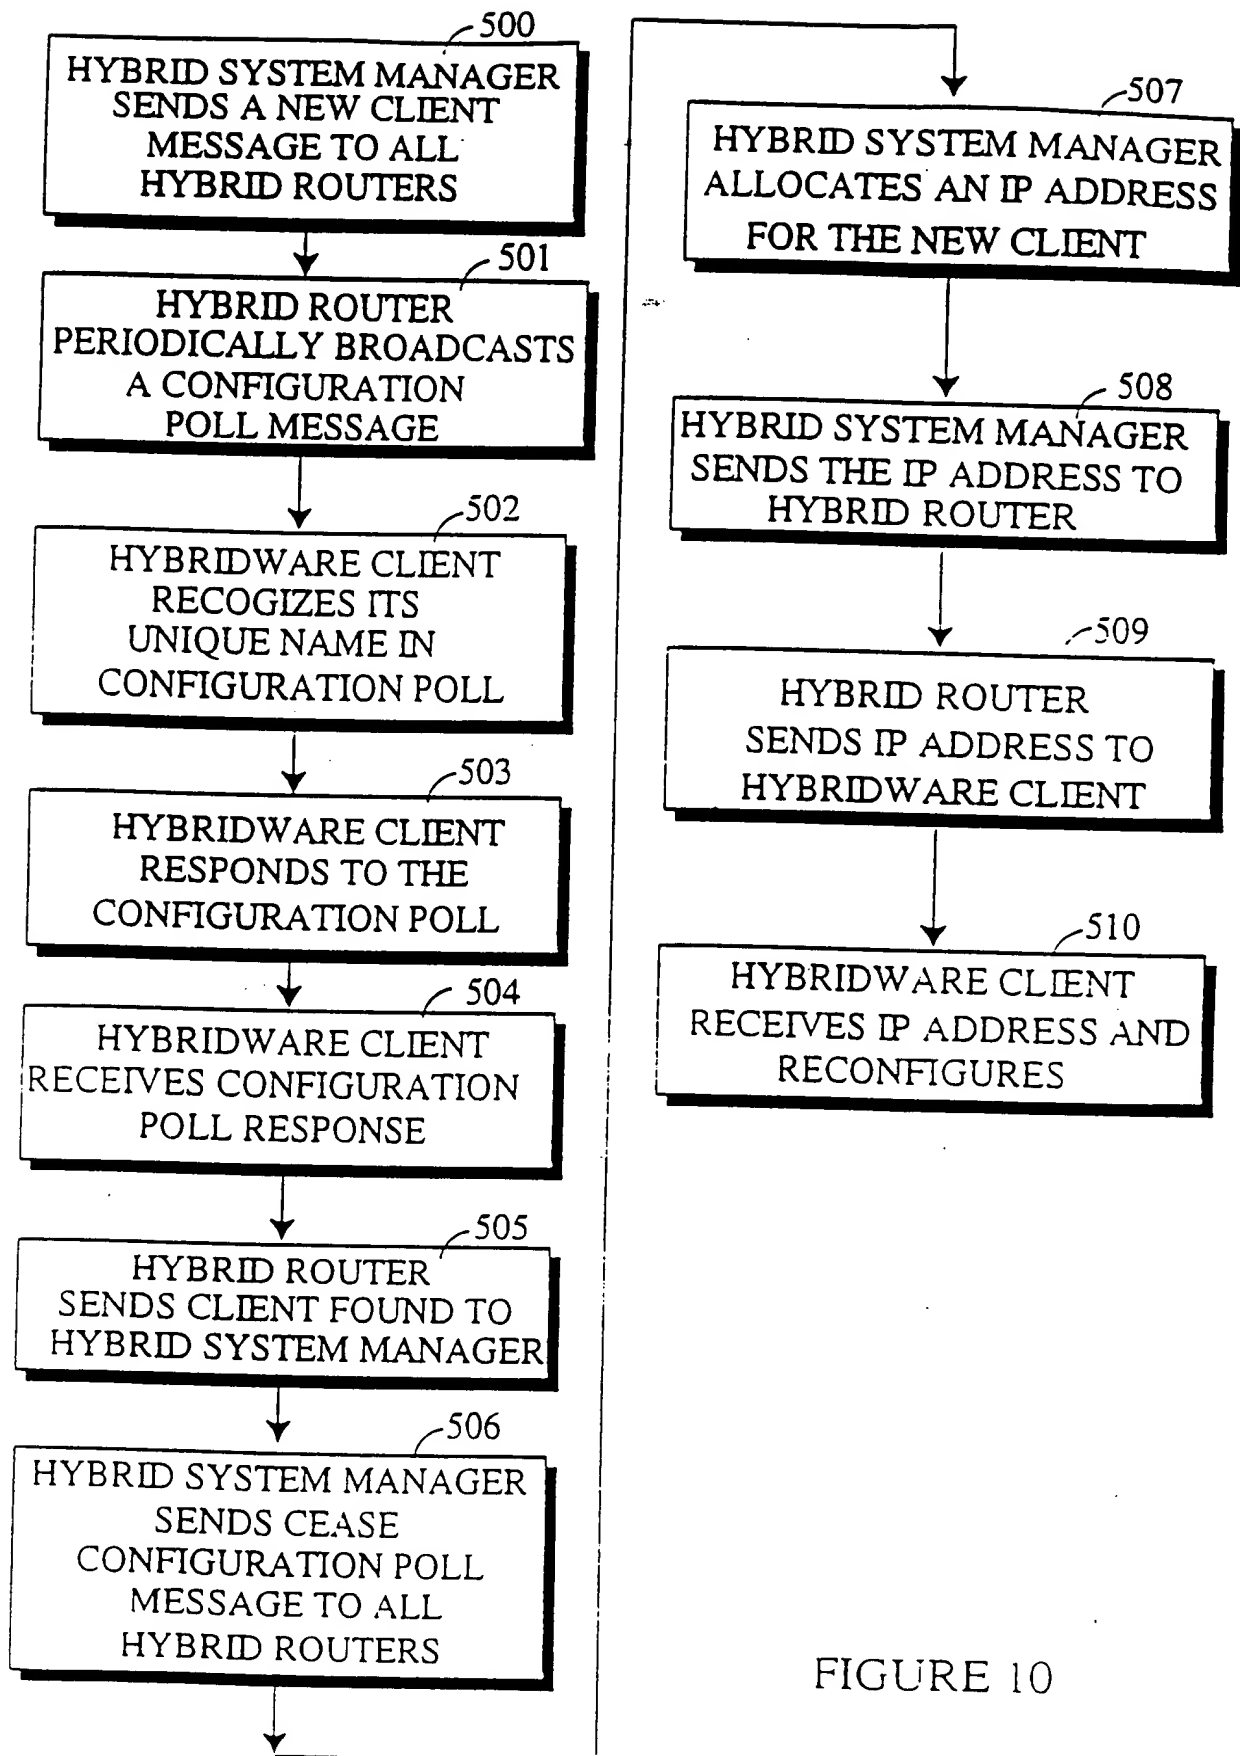 500
HYBRID SYSTEM MANAGER
SENDS A NEW CLIENT
MESSAGE TO ALL
HYBRID ROUTERS
501
HYBRID ROUTER
PERIODICALLY BROADCASTS
A CONFIGURATION
POLL MESSAGE
502
HYBRIDWARE CLIENT
RECOGIZES ITS
UNIQUE NAME IN
CONFIGURATION POLL
503
HYBRIDWARE CLIENT
RESPONDS TO THE
CONFIGURATION POLL
504
HYBRIDWARE CLIENT
RECEIVES CONFIGURATION
POLL RESPONSE
505
HYBRID ROUTER
SENDS CLIENT FOUND TO
HYBRID SYSTEM MANAGER
506
HYBRID SYSTEM MANAGER
SENDS CEASE
CONFIGURATION POLL
MESSAGE TO ALL
HYBRID ROUTERS
507
HYBRID SYSTEM MANAGER
ALLOCATES AN IP ADDRESS
FOR THE NEW CLIENT
508
HYBRID SYSTEM MANAGER
SENDS THE IP ADDRESS TO
HYBRID ROUTER
509
HYBRID ROUTER
SENDS IP ADDRESS TO
HYBRIDWARE CLIENT
510
HYBRIDWARE CLIENT
RECEIVES IP ADDRESS AND
RECONFIGURES
FIGURE 10